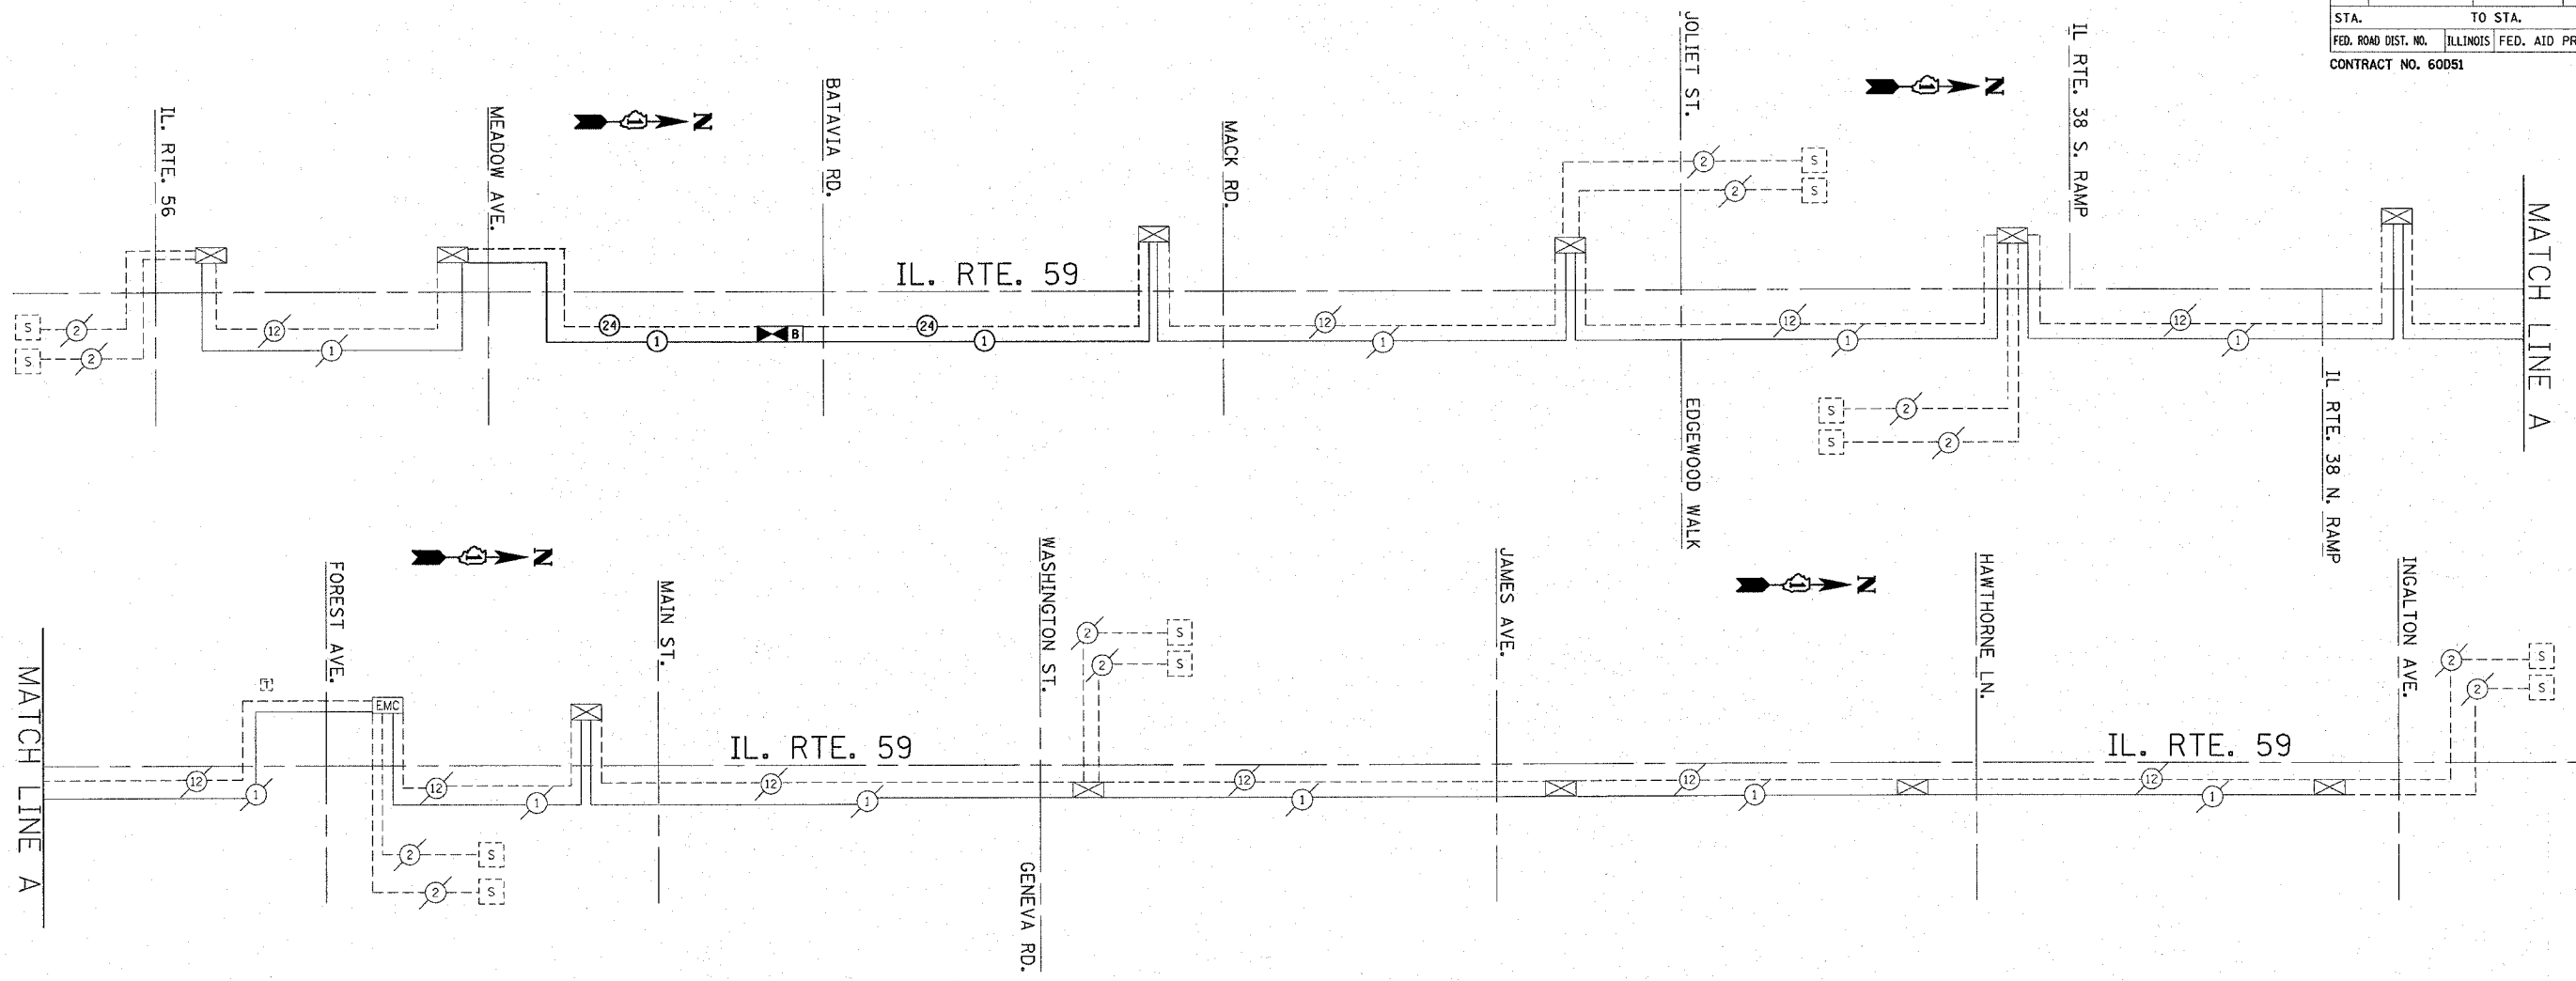 STA. TO STA.
FED. ROAD DIST. NO. ILLINOIS FED. AID PR
CONTRACT NO. 60D51
IL. RTE. 56
MEADOW AVE.
N
BATAVIA RD.
MACK RD.
JOLIET ST.
N
IL RTE. 38 S. RAMP
MATCH LINE A
IL. RTE. 59
2 S
2 S
S 2
S 2
12
1
24
1
B
24
1
12
1
12
1
12
1
S 2
S 2
EDGEWOOD WALK
IL RTE. 38 N. RAMP
MATCH LINE A
FOREST AVE.
N
MAIN ST.
WASHINGTON ST.
JAMES AVE.
N
HAWTHORNE LN.
INGALTON AVE.
2 S
2 S
2 S
2 S
T
EMC
IL. RTE. 59
IL. RTE. 59
12
1
12
1
12
1
12
1
12
1
12
1
2 S
2 S
GENEVA RD.